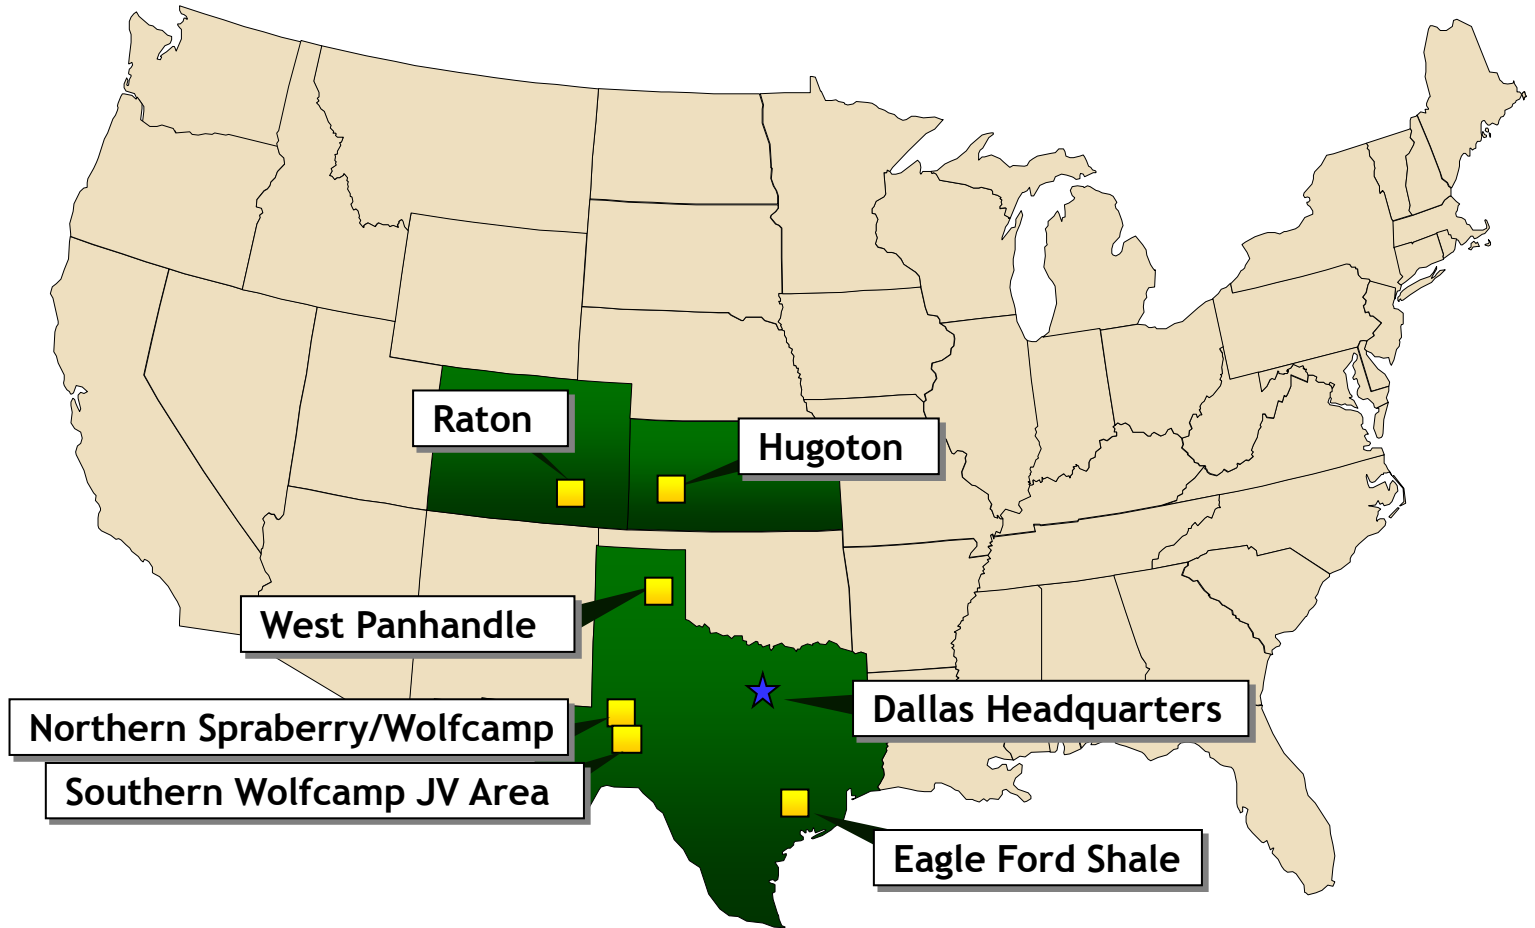 Raton
Hugoton
West Panhandle
Northern Spraberry/Wolfcamp
Dallas Headquarters
Southern Wolfcamp JV Area
Eagle Ford Shale